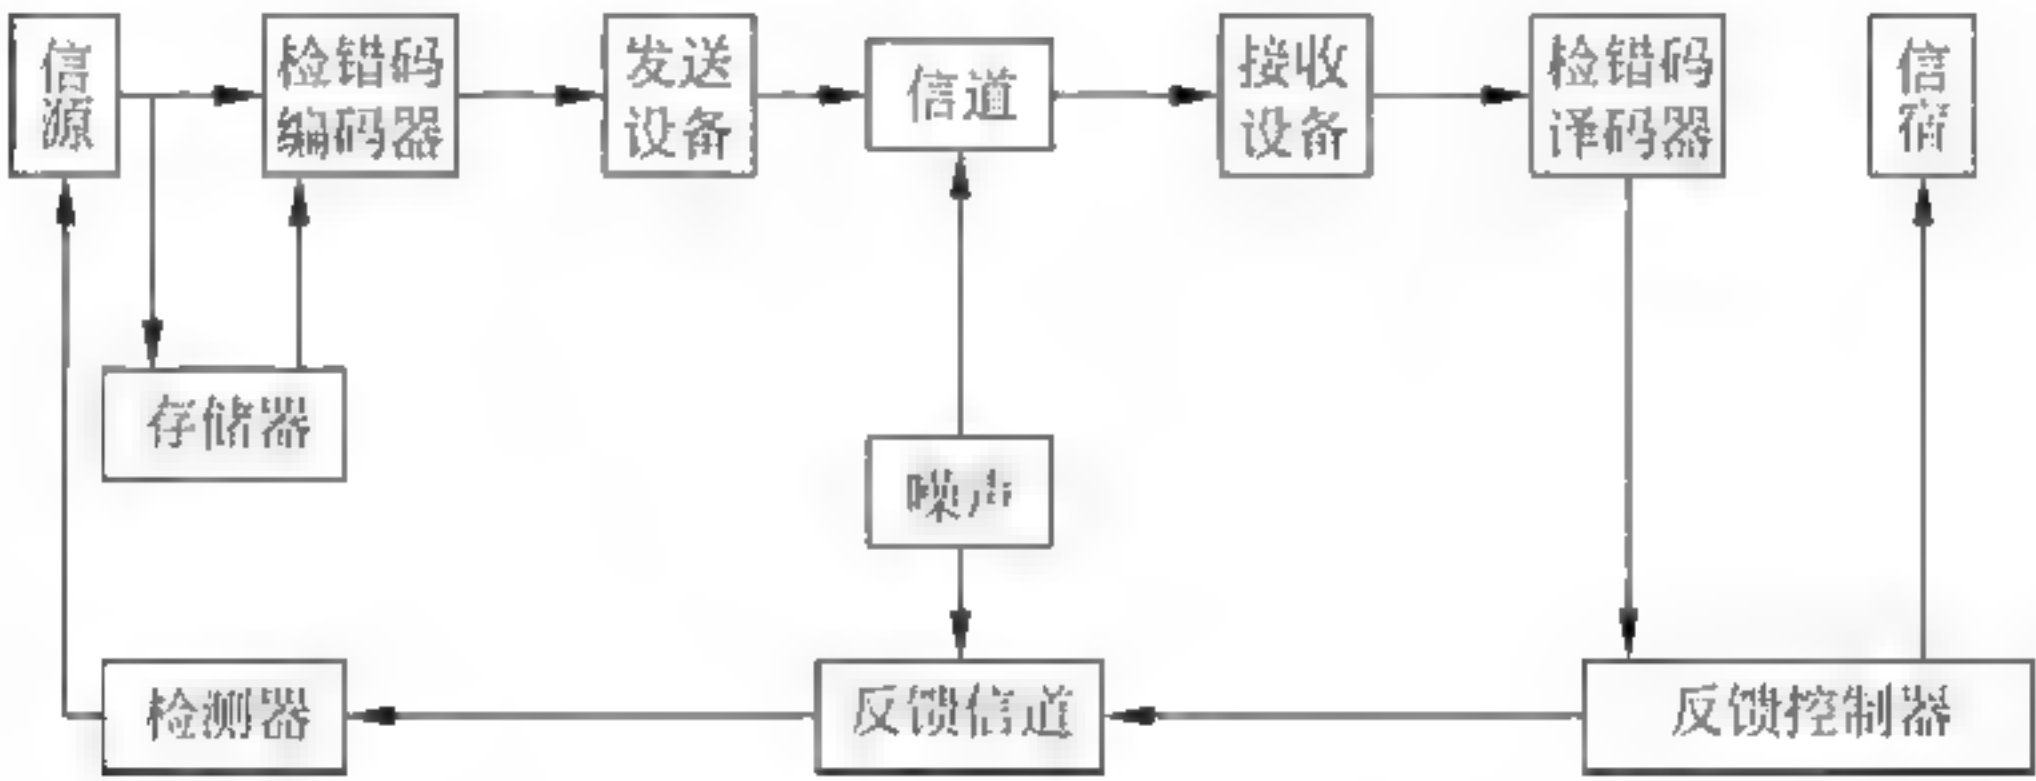 信
源
检错码
编码器
发送
设备
信道
接收
设备
检错码
译码器
信
宿
存储器
噪声
检测器
反馈信道
反馈控制器